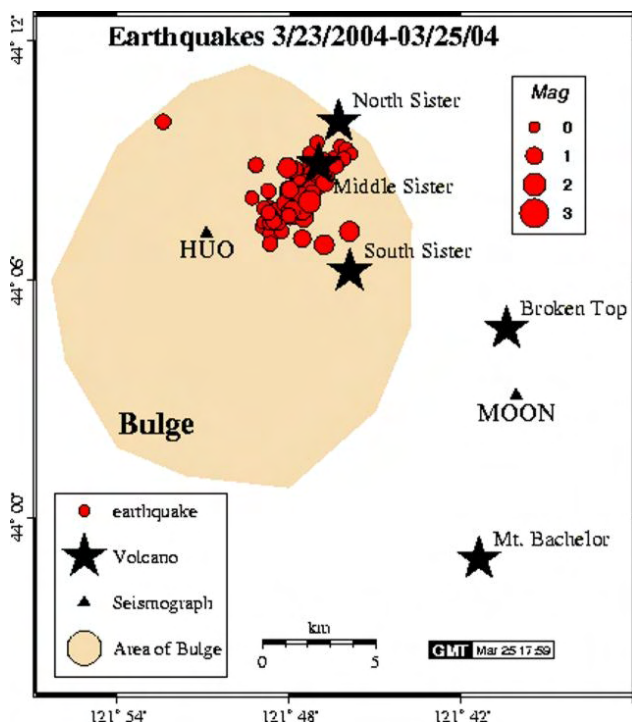 Earthquakes 3/23/2004-03/25/04
44° 12'
North Sister
Mag
0
1
2
3
Middle Sister
HUO
South Sister
44° 06'
Broken Top
MOON
Bulge
44° 00'
earthquake
Volcano
Seismograph
Area of Bulge
Mt. Bachelor
km
0 5
GMT Mar 25 17:59
121° 54' 121° 48' 121° 42'